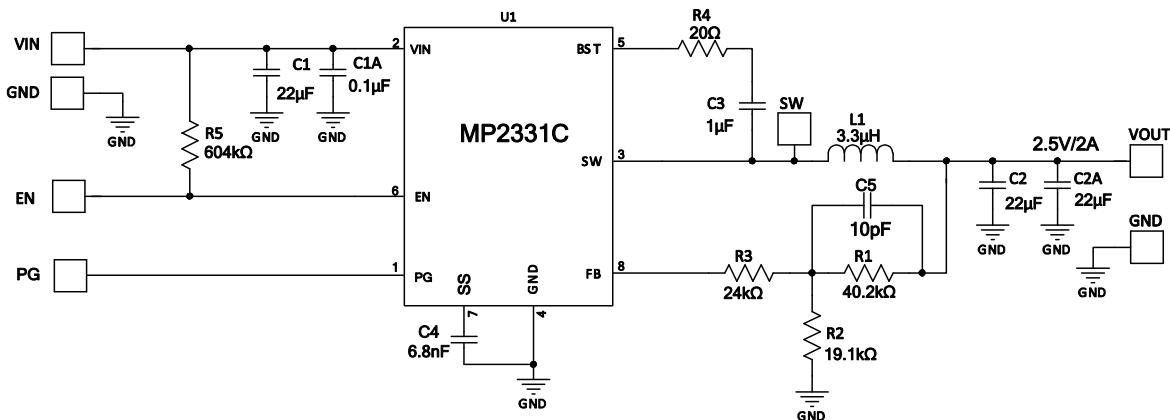 U1
R4
20Ω
VIN
2
VIN
BST
5
C1
22µF
C1A
0.1µF
GND
GND
GND
GND
C3
1µF
SW
R5
604kΩ
MP2331C
L1
3.3µH
2.5V/2A
VOUT
SW
3
C2
22µF
C2A
22µF
EN
6
EN
C5
10pF
GND
GND
GND
PG
1
PG
FB
8
R3
24kΩ
R1
40.2kΩ
GND
SS
GND
7
4
C4
6.8nF
R2
19.1kΩ
GND
GND